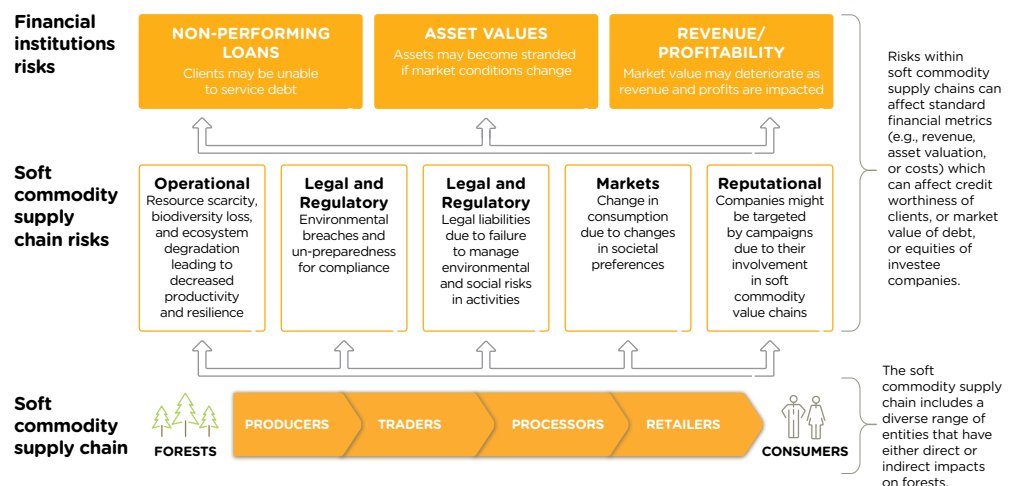 Financial
institutions
risks
NON-PERFORMING
LOANS
Clients may be unable
to service debt
ASSET VALUES
Assets may become stranded
if market conditions change
REVENUE/
PROFITABILITY
Market value may deteriorate as
revenue and profits are impacted
Risks within
soft commodity
supply chains can
affect standard
financial metrics
(e.g., revenue,
asset valuation,
or costs) which
can affect credit
worthiness of
clients, or market
value of debt,
or equities of
investee
companies.
Soft
commodity
supply
chain risks
Operational
Resource scarcity,
biodiversity loss,
and ecosystem
degradation
leading to
decreased
productivity
and resilience
Legal and
Regulatory
Environmental
breaches and
un-preparedness
for compliance
Legal and
Regulatory
Legal liabilities
due to failure
to manage
environmental
and social risks
in activities
Markets
Change in
consumption
due to changes
in societal
preferences
Reputational
Companies might
be targeted
by campaigns
due to their
involvement
in soft
commodity
value chains
Soft
commodity
supply chain
FORESTS
PRODUCERS
TRADERS
PROCESSORS
RETAILERS
CONSUMERS
The soft
commodity supply
chain includes a
diverse range of
entities that have
either direct or
indirect impacts
on forests.